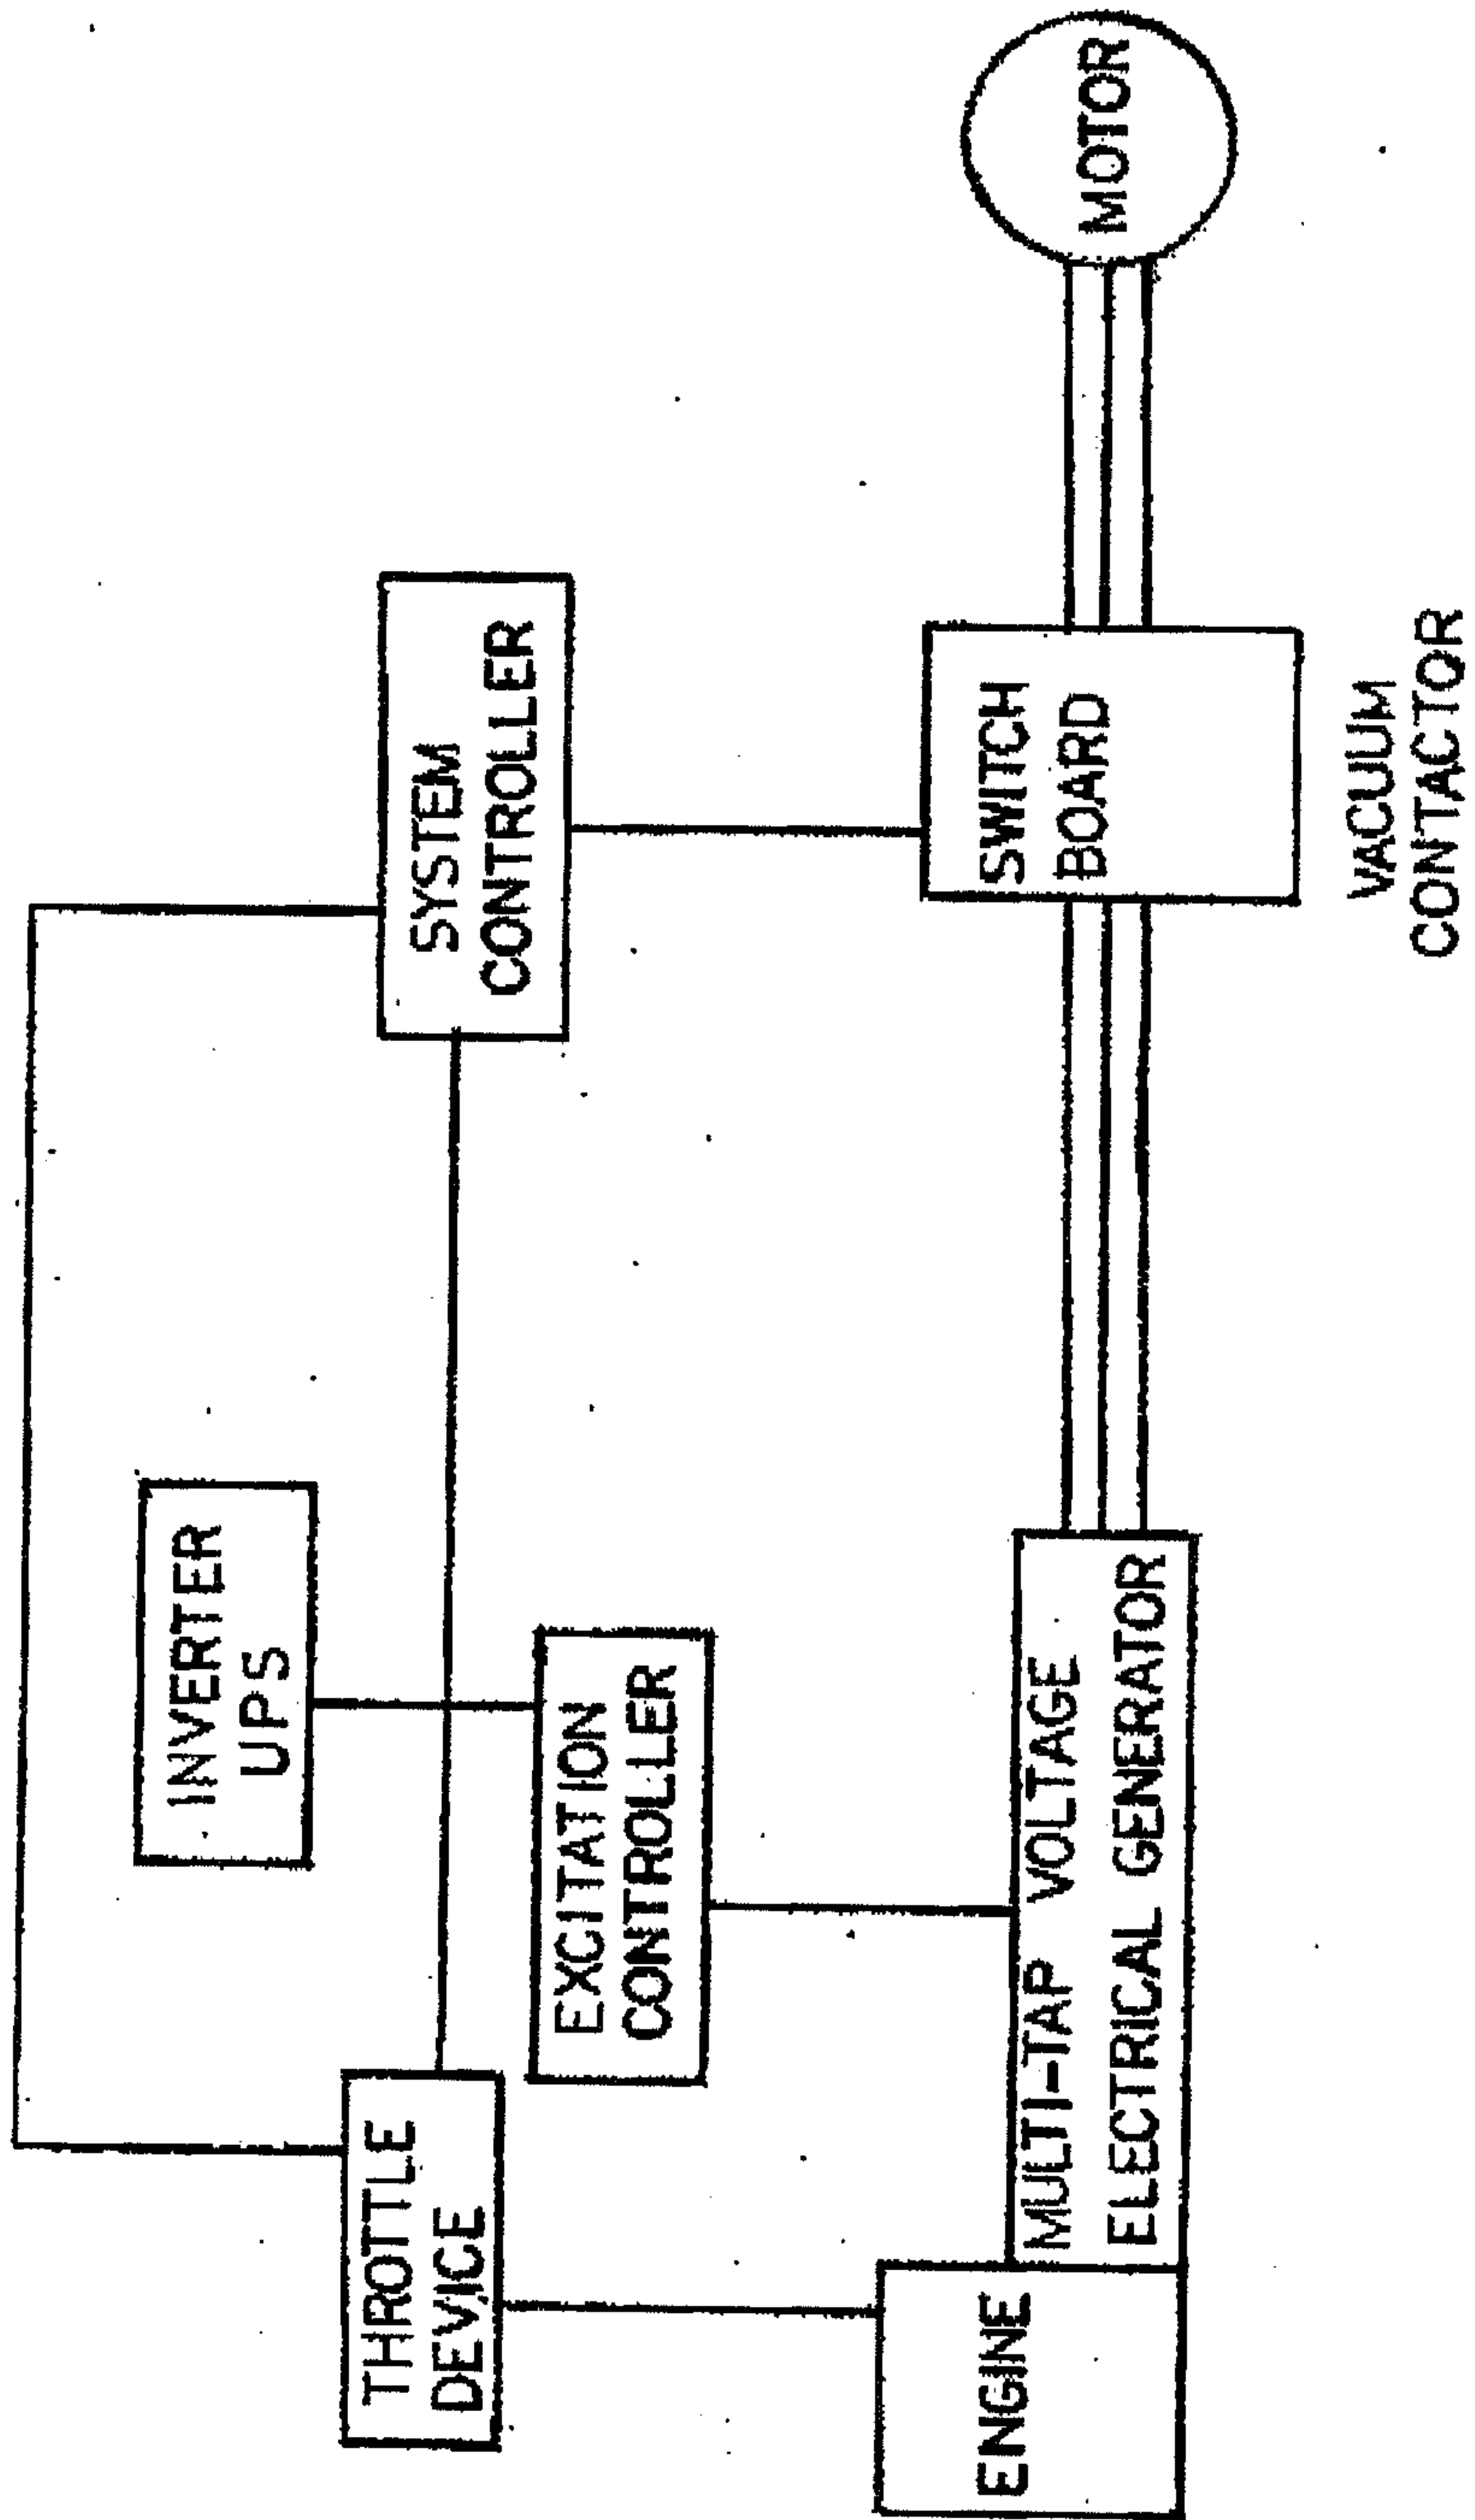 INVERTER
UPS
THROTTLE
DEVICE
SYSTEM
CONTROLLER
EXCITATION
CONTROLLER
ENGINE
MULTI-TAP VOLTAGE
ELECTRICAL GENERATOR
SWITCH
BOARD
MOTOR
VACUUM
CONTACTOR